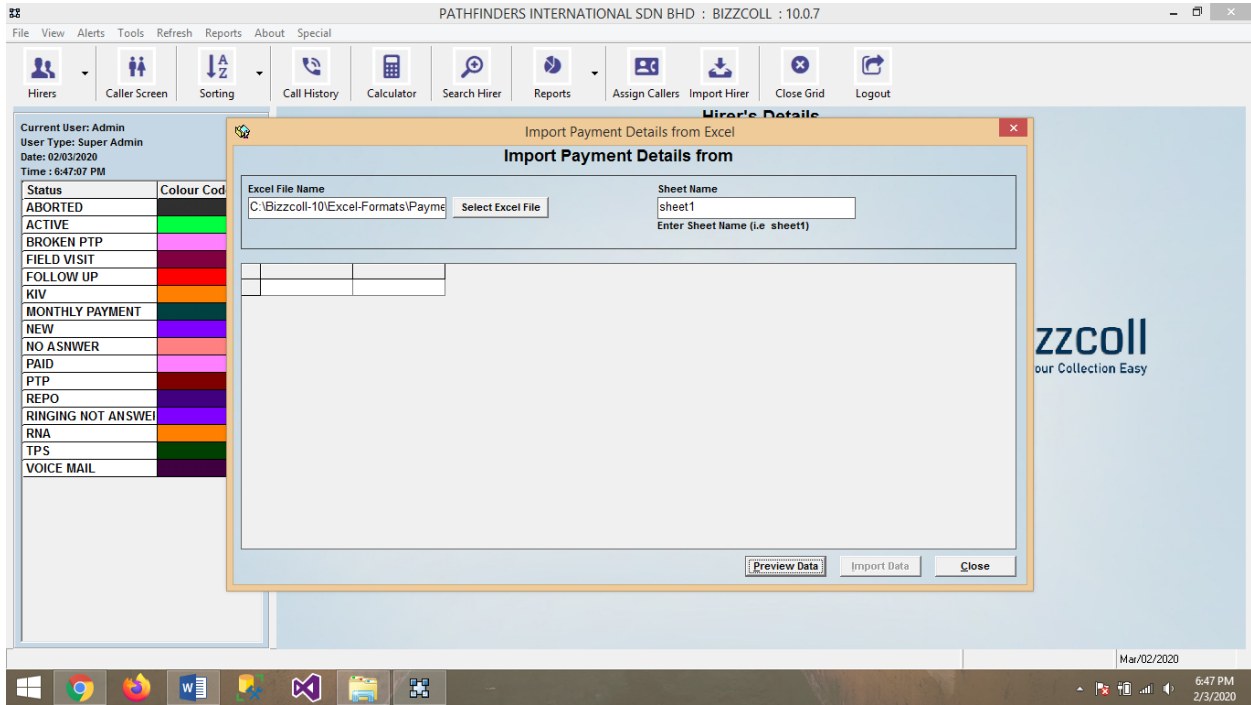 PATHFINDERS INTERNATIONAL SDN BHD : BIZZCOLL : 10.0.7
File View Alerts Tools Refresh Reports About Special
Hirers Caller Screen Sorting Call History Calculator Search Hirer Reports Assign Callers Import Hirer Close Grid Logout
Hirer's Details
Current User: Admin
User Type: Super Admin
Date: 02/03/2020
Time : 6:47:07 PM
Status Colour Cod
ABORTED
ACTIVE
BROKEN PTP
FIELD VISIT
FOLLOW UP
KIV
MONTHLY PAYMENT
NEW
NO ASNWER
PAID
PTP
REPO
RINGING NOT ANSWE
RNA
TPS
VOICE MAIL
Import Payment Details from Excel
Import Payment Details from
Excel File Name
C:\Bizzcoll-10\Excel-Formats\Payme Select Excel File
Sheet Name
sheet1
Enter Sheet Name (i.e sheet1)
Preview Data Import Data Close
zzcoll
our Collection Easy
Mar/02/2020
6:47 PM
2/3/2020